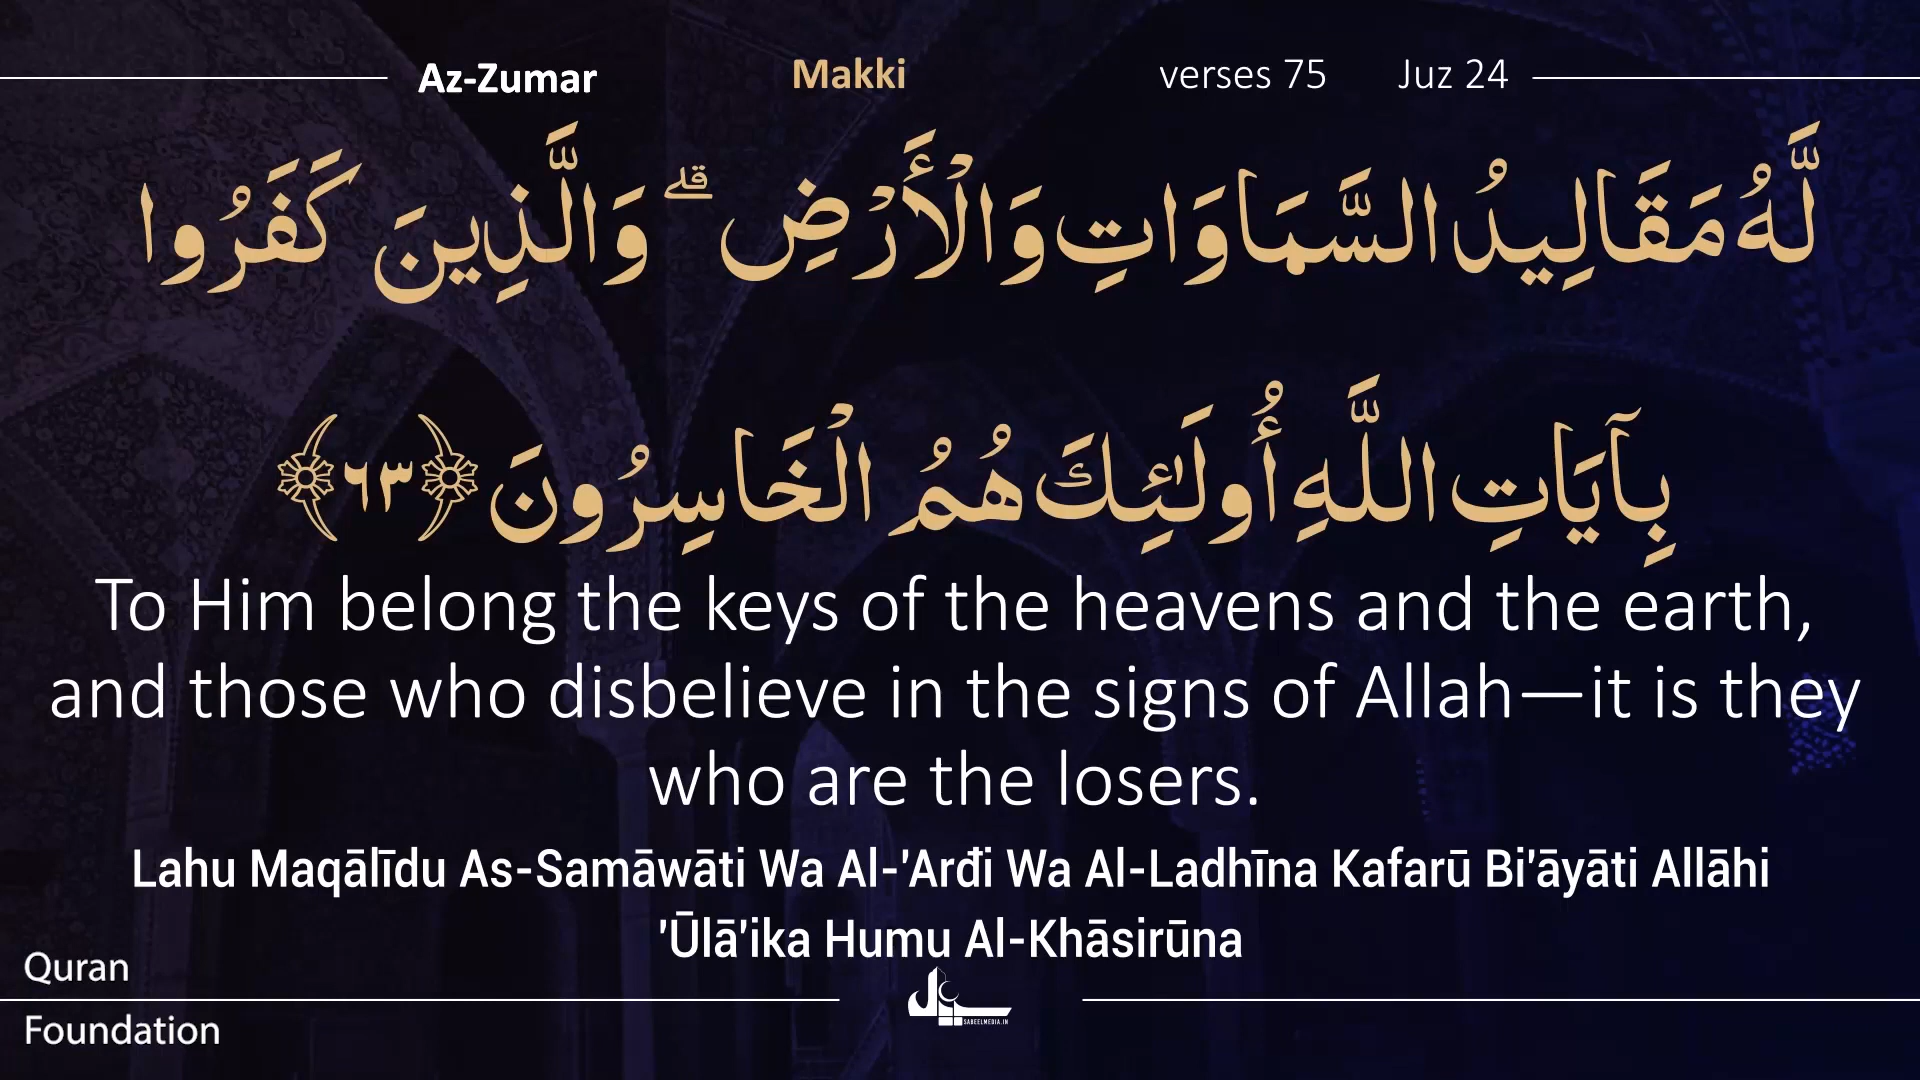 Az-Zumar Makki verses 75 Juz 24
لَّهُ مَقَالِيدُ السَّمَاوَاتِ وَالْأَرْضِ ۗ وَالَّذِينَ كَفَرُوا
بِآيَاتِ اللَّهِ أُولَٰئِكَ هُمُ الْخَاسِرُونَ ﴿٦٣﴾
To Him belong the keys of the heavens and the earth,
and those who disbelieve in the signs of Allah—it is they
who are the losers.
Lahu Maqālīdu As-Samāwāti Wa Al-'Arđi Wa Al-Ladhīna Kafarū Bi'āyāti Allāhi
'Ūlā'ika Humu Al-Khāsirūna
Quran
Foundation
SABEELMEDIA.IN